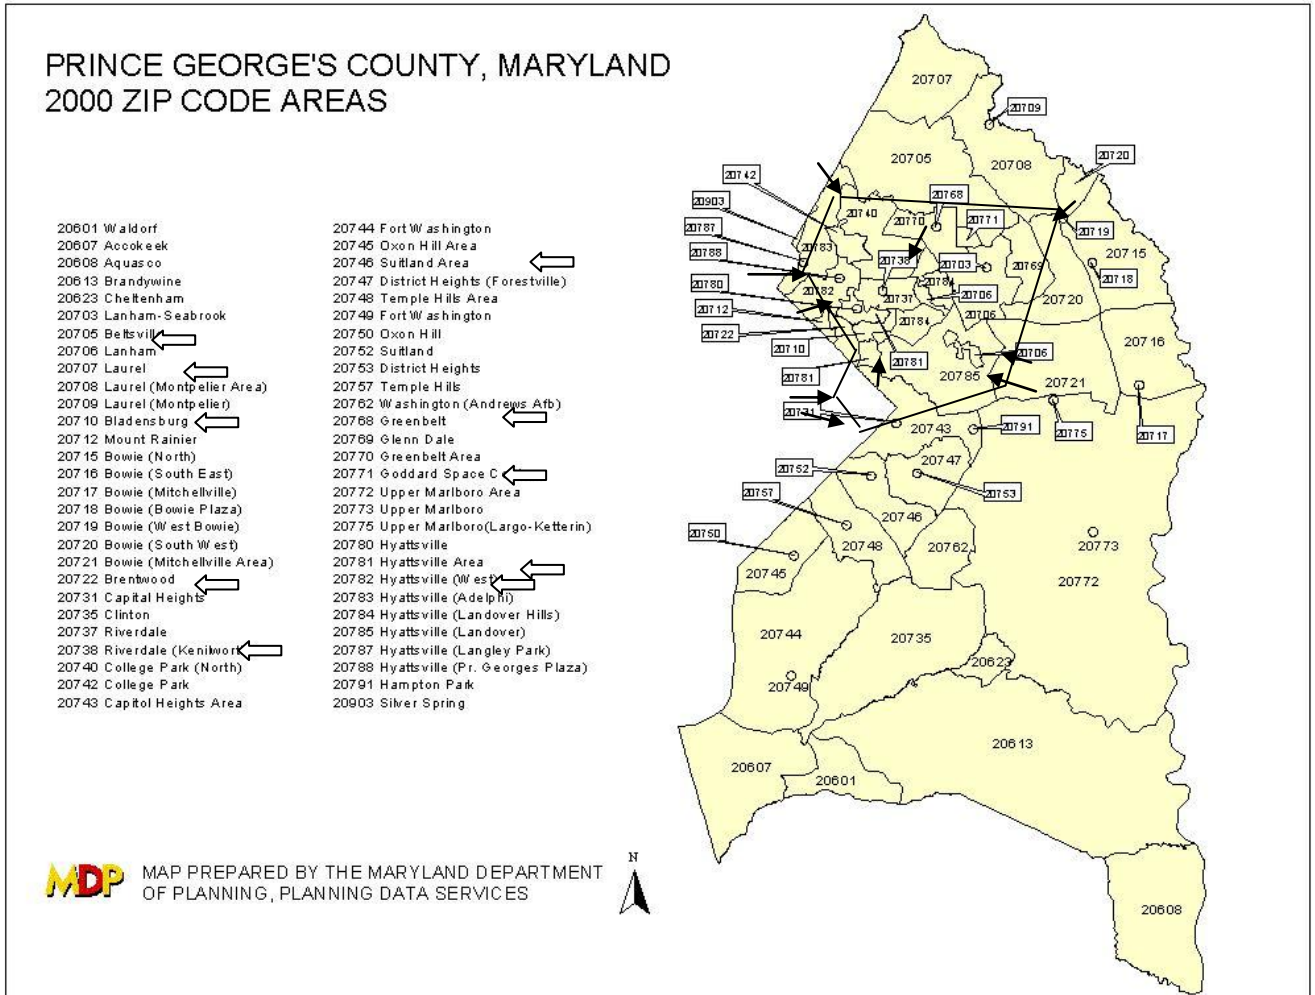 PRINCE GEORGE'S COUNTY, MARYLAND
2000 ZIP CODE AREAS
20601 Waldorf
20607 Accokeek
20608 Aquasco
20613 Brandywine
20623 Cheltenham
20703 Lanham-Seabrook
20705 Beltsvill
20706 Lanham
20707 Laurel
20708 Laurel (Montpelier Area)
20709 Laurel (Montpelier)
20710 Bladensburg
20712 Mount Rainier
20715 Bowie (North)
20716 Bowie (South East)
20717 Bowie (Mitchellville)
20718 Bowie (Bowie Plaza)
20719 Bowie (West Bowie)
20720 Bowie (South West)
20721 Bowie (Mitchellville Area)
20722 Brentwood
20731 Capital Heights
20735 Clinton
20737 Riverdale
20738 Riverdale (Kenilwort
20740 College Park (North)
20742 College Park
20743 Capitol Heights Area
20744 Fort Washington
20745 Oxon Hill Area
20746 Suitland Area
20747 District Heights (Forestville)
20748 Temple Hills Area
20749 Fort Washington
20750 Oxon Hill
20752 Suitland
20753 District Heights
20757 Temple Hills
20762 Washington (Andrews Afb)
20768 Greenbelt
20769 Glenn Dale
20770 Greenbelt Area
20771 Goddard Space C
20772 Upper Marlboro Area
20773 Upper Marlboro
20775 Upper Marlboro(Largo-Ketterin)
20780 Hyattsville
20781 Hyattsville Area
20782 Hyattsville (West)
20783 Hyattsville (Adelphi)
20784 Hyattsville (Landover Hills)
20785 Hyattsville (Landover)
20787 Hyattsville (Langley Park)
20788 Hyattsville (Pr. Georges Plaza)
20791 Hampton Park
20903 Silver Spring
20707
20709
20705
20708
20720
20742
20903
20768
20740
20770
20771
20787
20719
20783
20715
20788
20738
20703
20769
20718
20780
20782
20737
20784
20706
20720
20712
20784
20706
20722
20716
20710
20706
20781
20785
20721
20781
20731
20743
20791
20775
20717
20752
20747
20757
20753
20746
20750
20748
20762
20773
20745
20772
20744
20735
20623
20749
20613
20607
20601
20608
MDP
MAP PREPARED BY THE MARYLAND DEPARTMENT
OF PLANNING, PLANNING DATA SERVICES
N